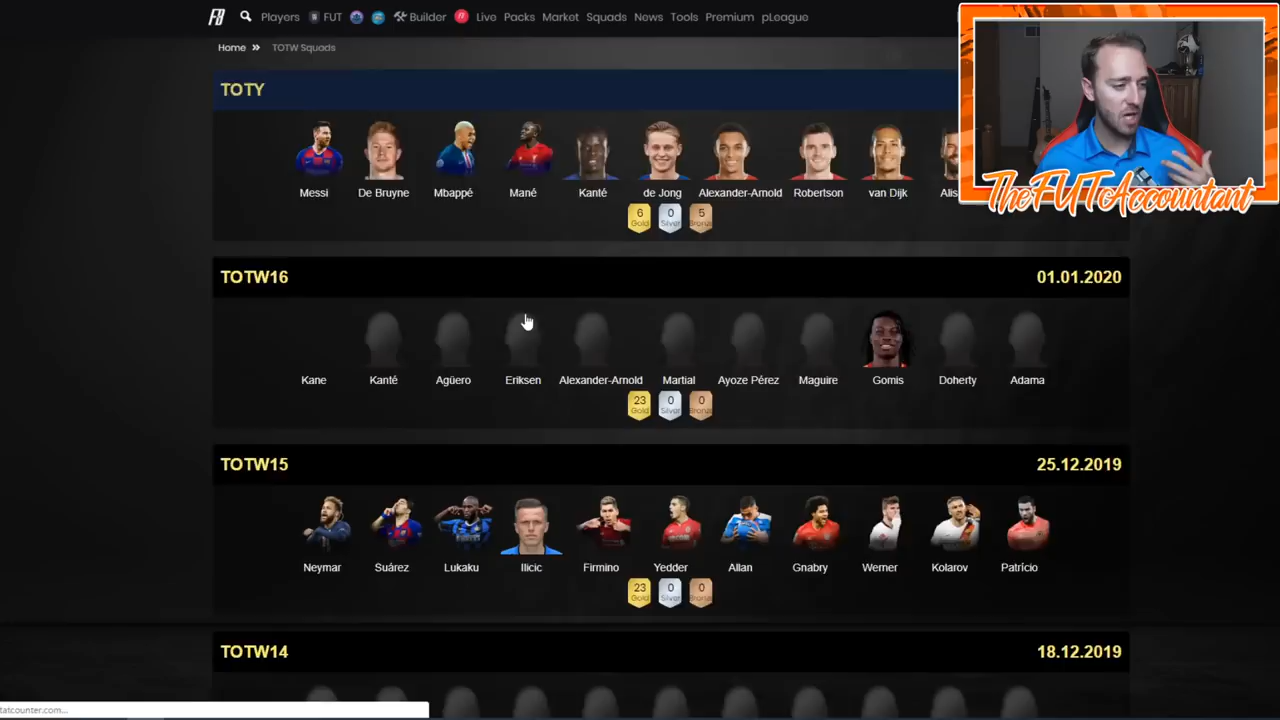 F8 Players FUT Builder Live Packs Market Squads News Tools Premium pLeague
Home » TOTW Squads
TheFUTAccountant
TOTY
Messi De Bruyne Mbappé Mané Kanté de Jong Alexander-Arnold Robertson van Dijk
6 Gold 0 Silver 5 Bronze
TOTW16 01.01.2020
Kane Kanté Agüero Eriksen Alexander-Arnold Martial Ayoze Pérez Maguire Gomis Doherty Adama
23 Gold 0 Silver 0 Bronze
TOTW15 25.12.2019
Neymar Suárez Lukaku Ilicic Firmino Yedder Allan Gnabry Werner Kolarov Patrício
23 Gold 0 Silver 0 Bronze
TOTW14 18.12.2019
tatcounter.com...